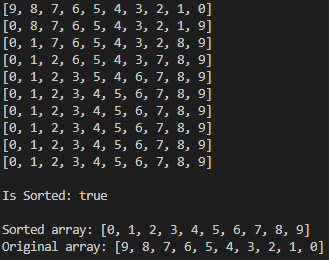 [9, 8, 7, 6, 5, 4, 3, 2, 1, 0]
[0, 8, 7, 6, 5, 4, 3, 2, 1, 9]
[0, 1, 7, 6, 5, 4, 3, 2, 8, 9]
[0, 1, 2, 6, 5, 4, 3, 7, 8, 9]
[0, 1, 2, 3, 5, 4, 6, 7, 8, 9]
[0, 1, 2, 3, 4, 5, 6, 7, 8, 9]
[0, 1, 2, 3, 4, 5, 6, 7, 8, 9]
[0, 1, 2, 3, 4, 5, 6, 7, 8, 9]
[0, 1, 2, 3, 4, 5, 6, 7, 8, 9]
[0, 1, 2, 3, 4, 5, 6, 7, 8, 9]
Is Sorted: true
Sorted array: [0, 1, 2, 3, 4, 5, 6, 7, 8, 9]
Original array: [9, 8, 7, 6, 5, 4, 3, 2, 1, 0]